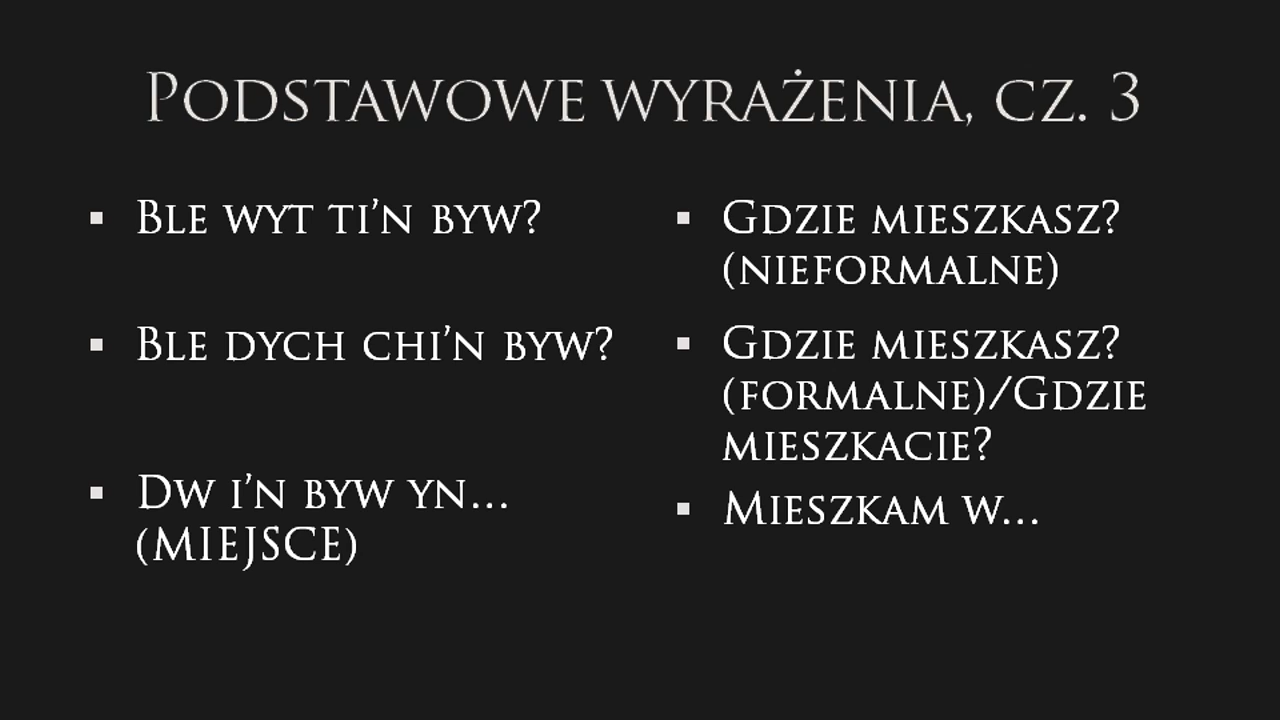 Podstawowe wyrażenia, cz. 3
▪ Ble wyt ti’n byw?
▪ Ble dych chi’n byw?
▪ Dw i’n byw yn…
(MIEJSCE)
▪ Gdzie mieszkasz?
(nieformalne)
▪ Gdzie mieszkasz?
(formalne)/Gdzie
mieszkacie?
▪ Mieszkam w…